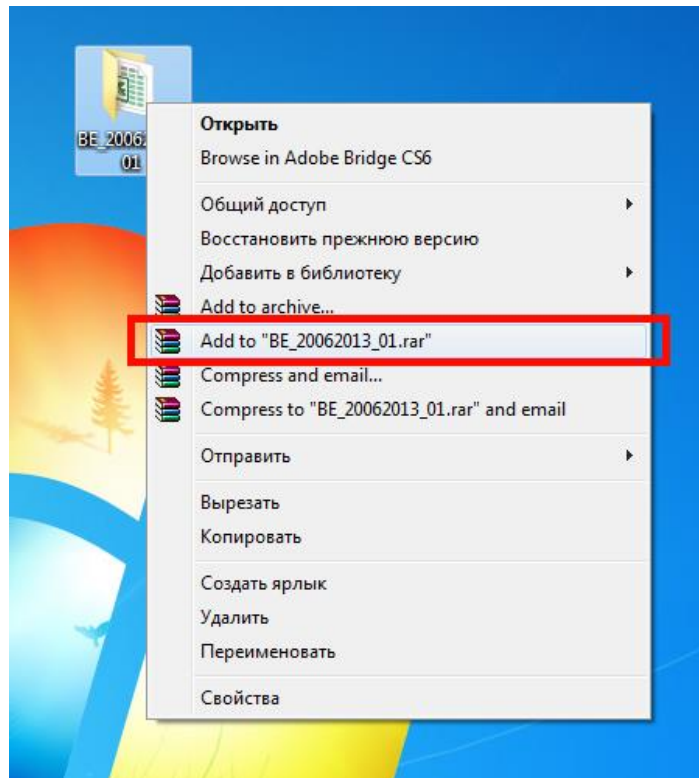 BE_2006
01
Открыть
Browse in Adobe Bridge CS6
Общий доступ
Восстановить прежнюю версию
Добавить в библиотеку
Add to archive...
Add to "BE_20062013_01.rar"
Compress and email...
Compress to "BE_20062013_01.rar" and email
Отправить
Вырезать
Копировать
Создать ярлык
Удалить
Переименовать
Свойства